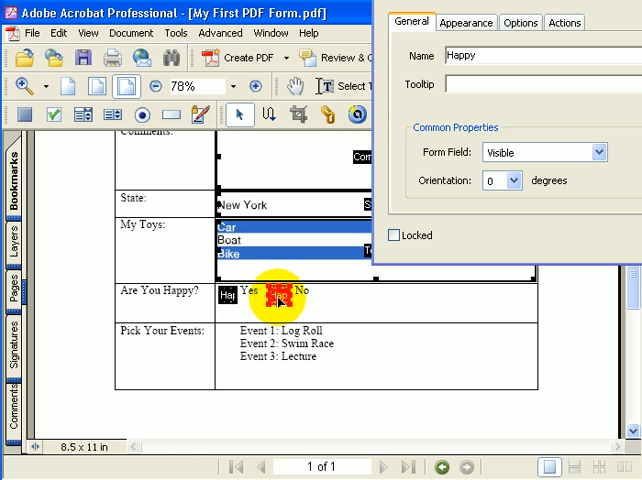 Adobe Acrobat Professional - [My First PDF Form.pdf]
File Edit View Document Tools Advanced Window Help
Create PDF Review &
78% Select T
General Appearance Options Actions
Name Happy
Tooltip
Common Properties
Form Field: Visible
Orientation: 0 degrees
Locked
Bookmarks
Layers
Pages
Signatures
Comments
Comments:
Com
State: New York S
My Toys: Car
Boat
Bike
Are You Happy? Hap Yes Hap No
Pick Your Events: Event 1: Log Roll
Event 2: Swim Race
Event 3: Lecture
8.5 x 11 in
1 of 1